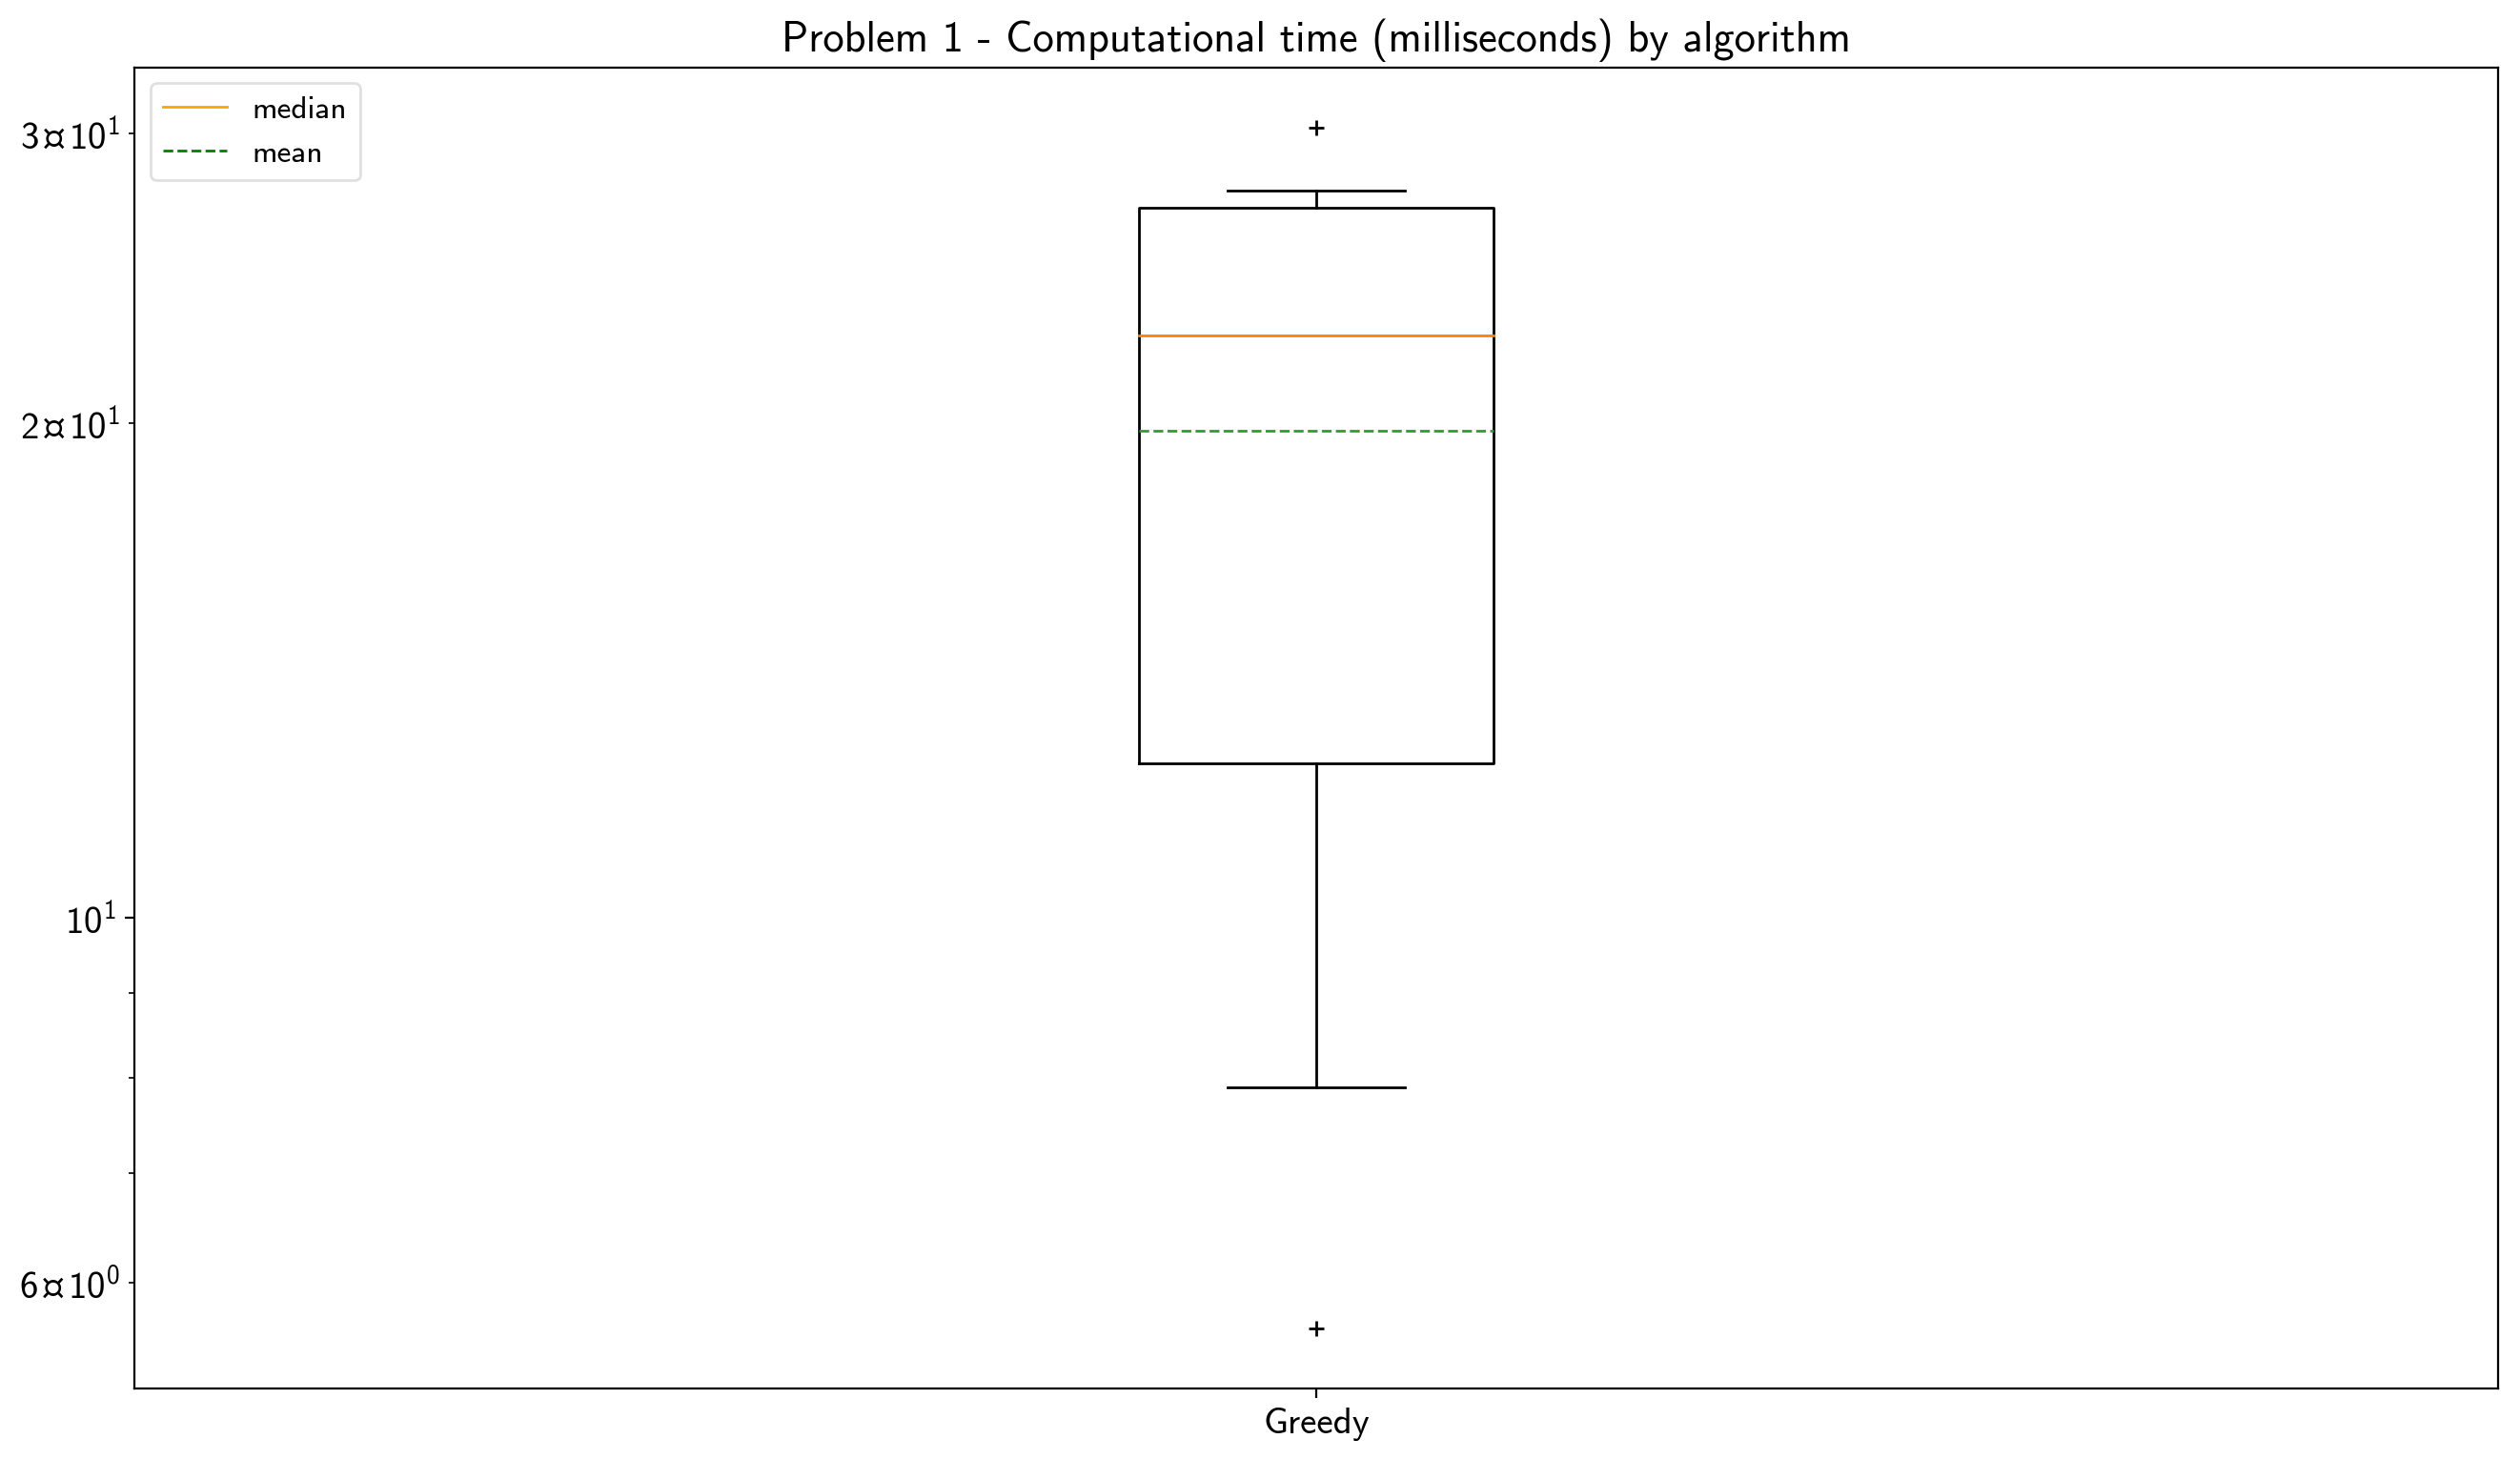 Problem 1 - Computational time (milliseconds) by algorithm
median
mean
3¤10¹
2¤10¹
10¹
6¤10⁰
Greedy